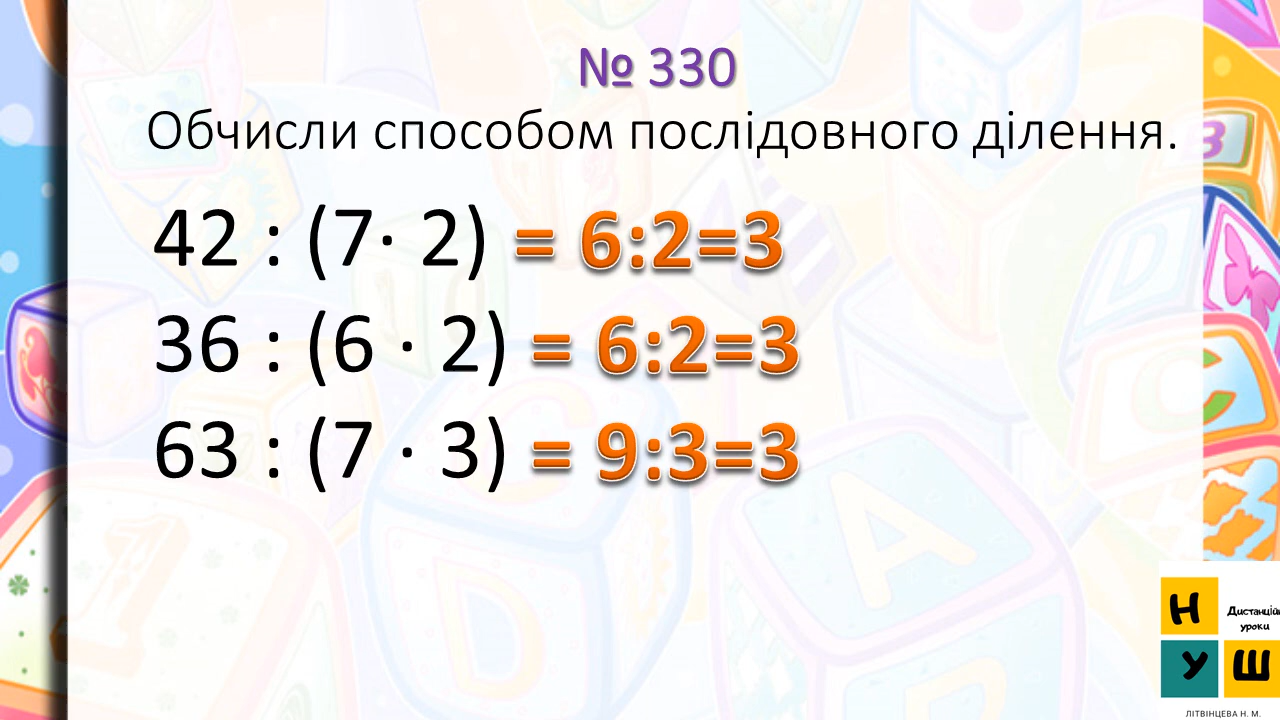 № 330
Обчисли способом послідовного ділення.
42 : (7· 2) = 6:2=3
36 : (6 · 2) = 6:2=3
63 : (7 · 3) = 9:3=3
З
Н
уроки
У Ш
ЛІТВІНЦЕВА Н. М.